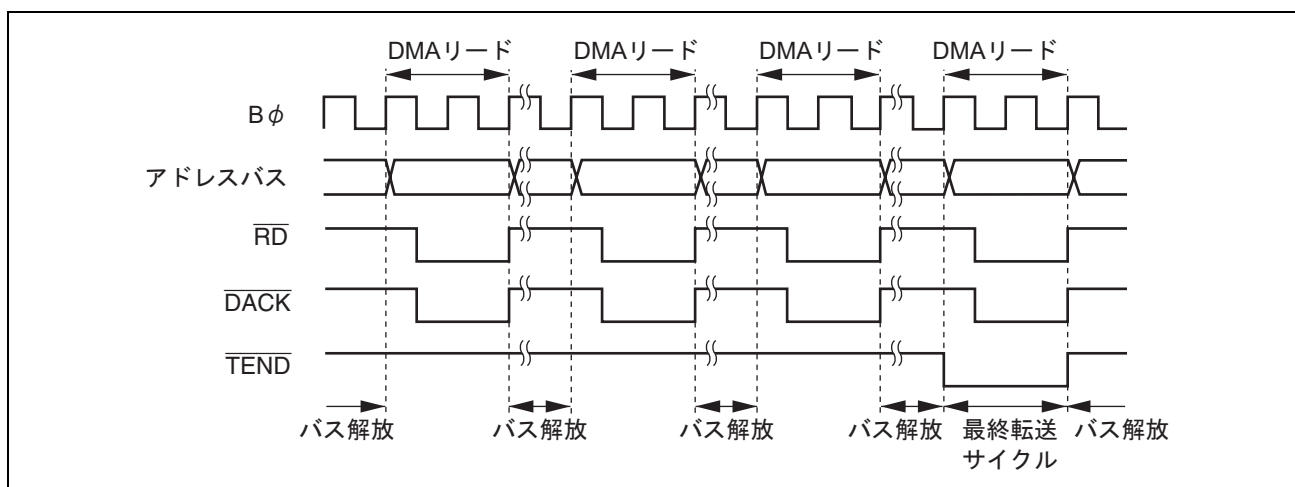 DMAリード DMAリード DMAリード DMAリード
Bφ
アドレスバス
RD
DACK
TEND
バス解放 バス解放 バス解放 バス解放 最終転送 バス解放
サイクル